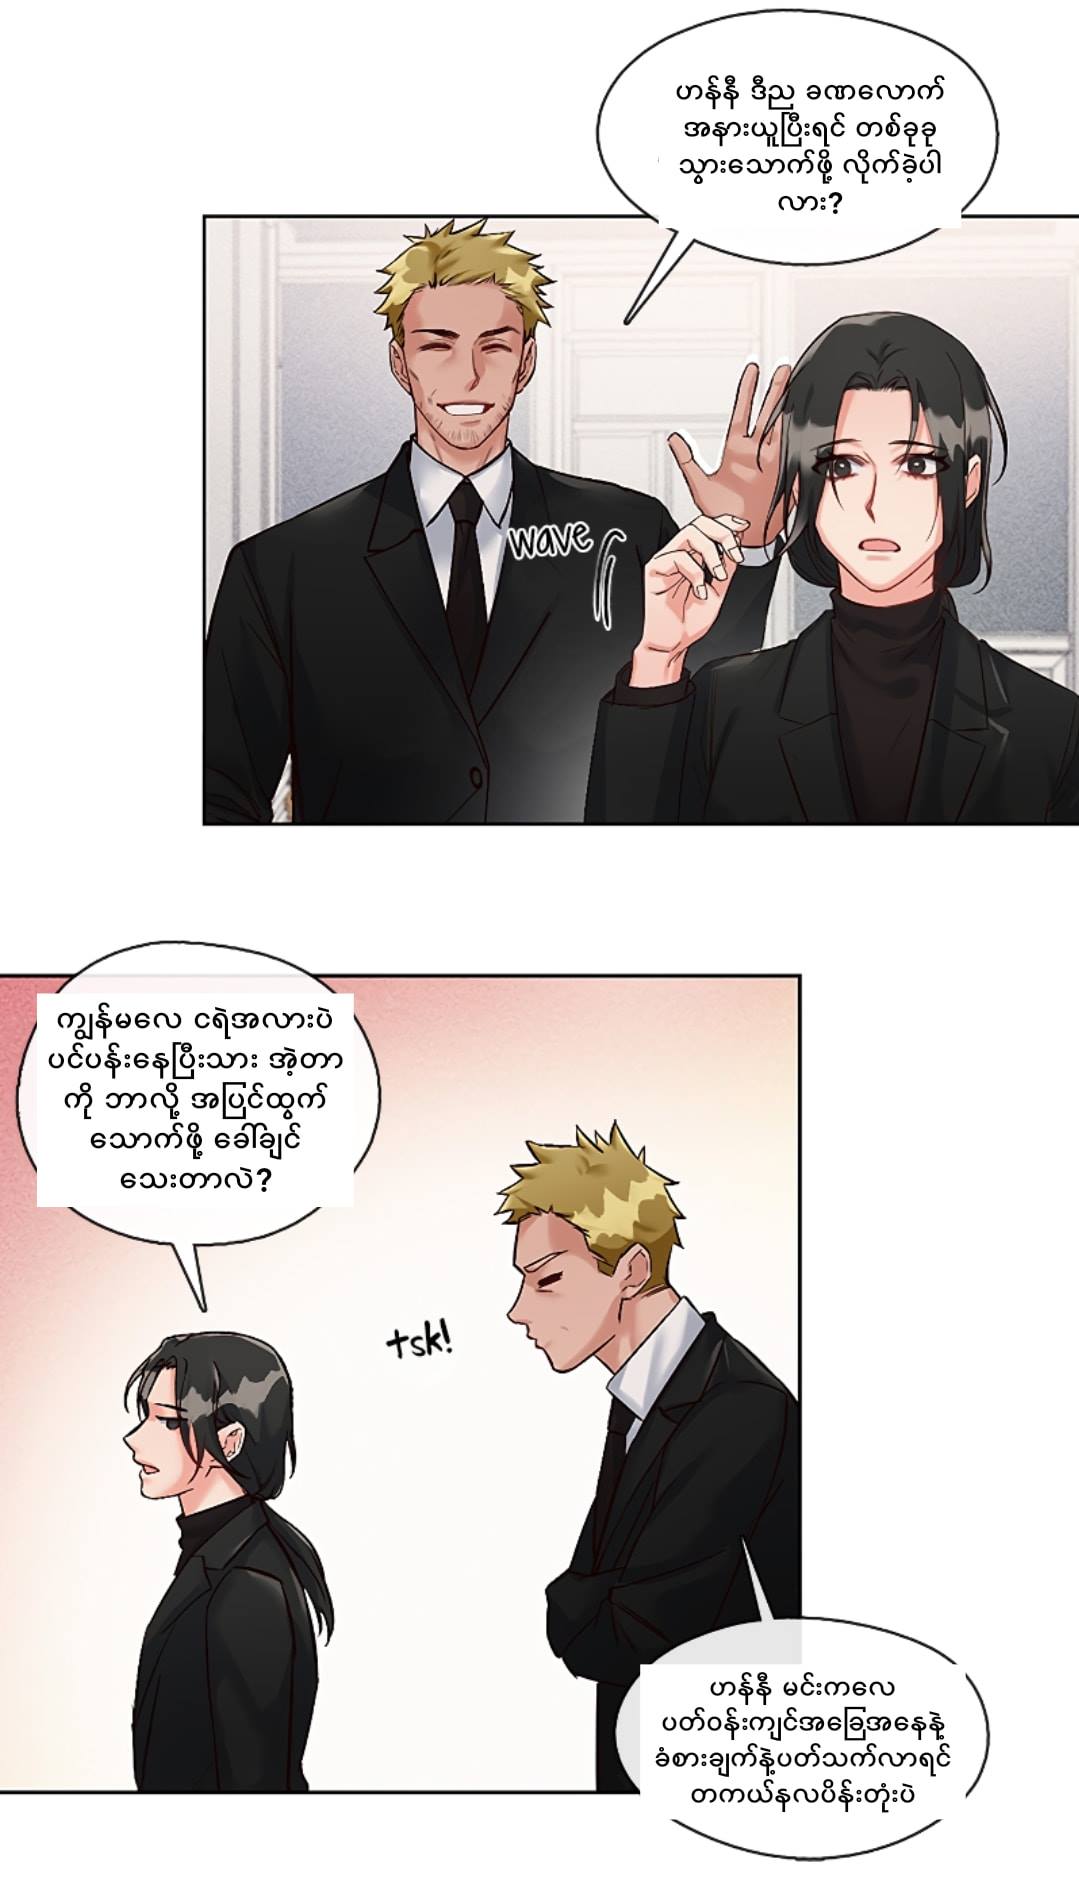 ဟန်နီ ဒီည ခဏလောက်
အနားယူပြီးရင် တစ်ခုခု
သွားသောက်ဖို့ လိုက်ခဲ့ပါ
လား?
wave
ကျွန်မလေ ငရဲအလားပဲ
ပင်ပန်းနေပြီးသား အဲ့တာ
ကို ဘာလို့ အပြင်ထွက်
သောက်ဖို့ ခေါ်ချင်
သေးတာလဲ?
tsk!
ဟန်နီ မင်းကလေ
ပတ်ဝန်းကျင်အခြေအနေနဲ့
ခံစားချက်နဲ့ပတ်သက်လာရင်
တကယ်နလပိန်းတုံးပဲ